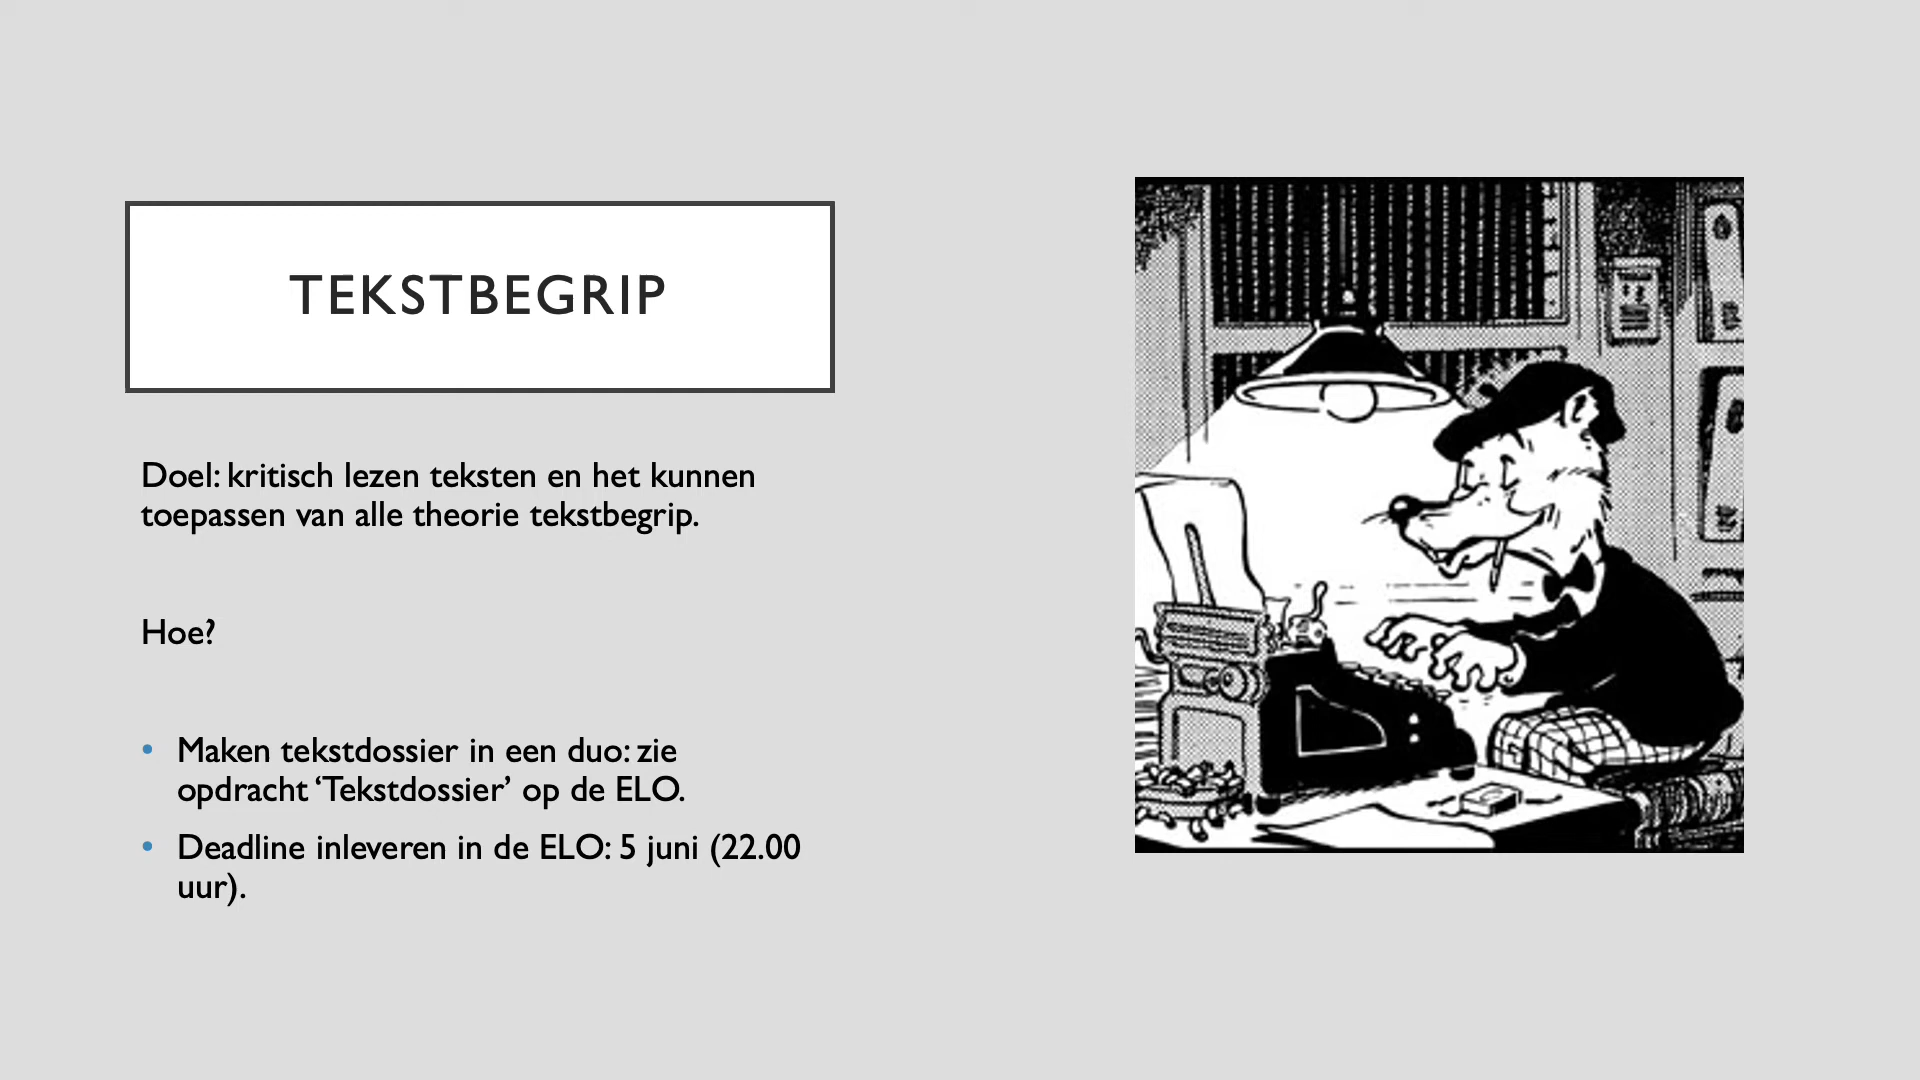 TEKSTBEGRIP
Doel: kritisch lezen teksten en het kunnen
toepassen van alle theorie tekstbegrip.
Hoe?
• Maken tekstdossier in een duo: zie
opdracht ‘Tekstdossier’ op de ELO.
• Deadline inleveren in de ELO: 5 juni (22.00
uur).